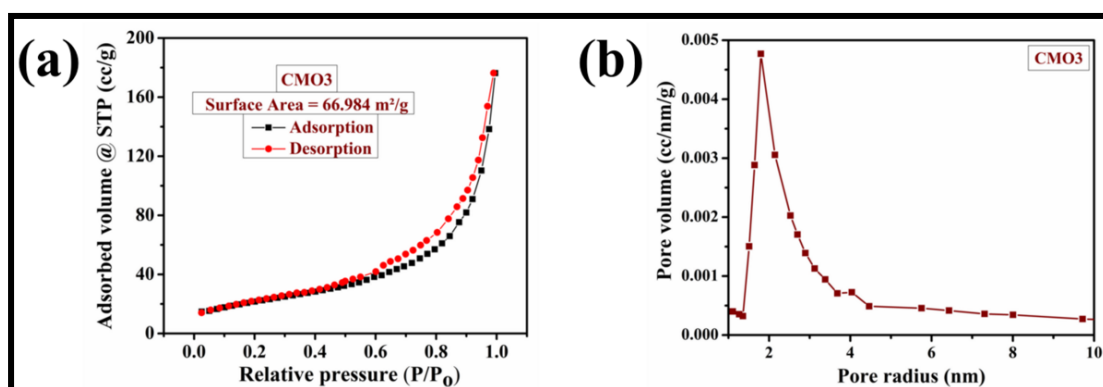 (a)
200
160
120
80
40
0
Adsorbed volume @ STP (cc/g)
CMO3
Surface Area = 66.984 m²/g
Adsorption
Desorption
0.0 0.2 0.4 0.6 0.8 1.0
Relative pressure (P/P₀)
(b)
0.005
0.004
0.003
0.002
0.001
0.000
Pore volume (cc/nm/g)
CMO3
2 4 6 8 10
Pore radius (nm)